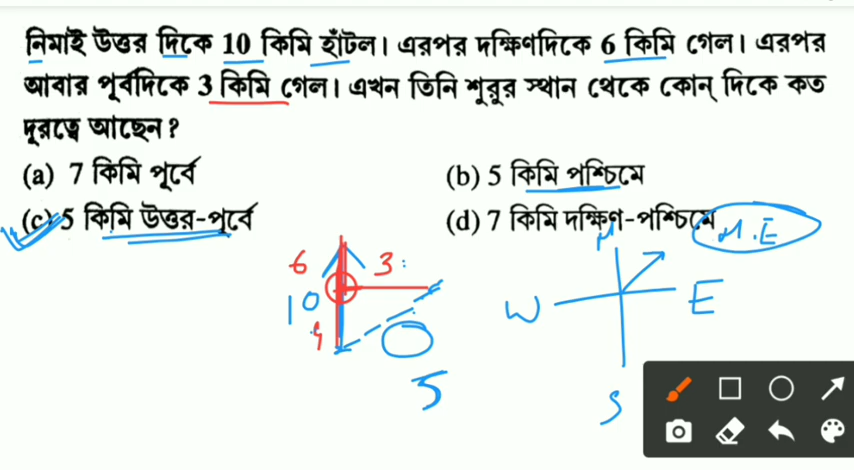 নিমাই উত্তর দিকে 10 কিমি হাঁটল। এরপর দক্ষিণদিকে 6 কিমি গেল। এরপর
আবার পূর্বদিকে 3 কিমি গেল। এখন তিনি শুরুর স্থান থেকে কোন্ দিকে কত
দূরত্বে আছেন?
(a) 7 কিমি পূর্বে
(b) 5 কিমি পশ্চিমে
(c) 5 কিমি উত্তর-পূর্বে
(d) 7 কিমি দক্ষিণ-পশ্চিমে
N.E
N
6 3
10
W E
4
5
S